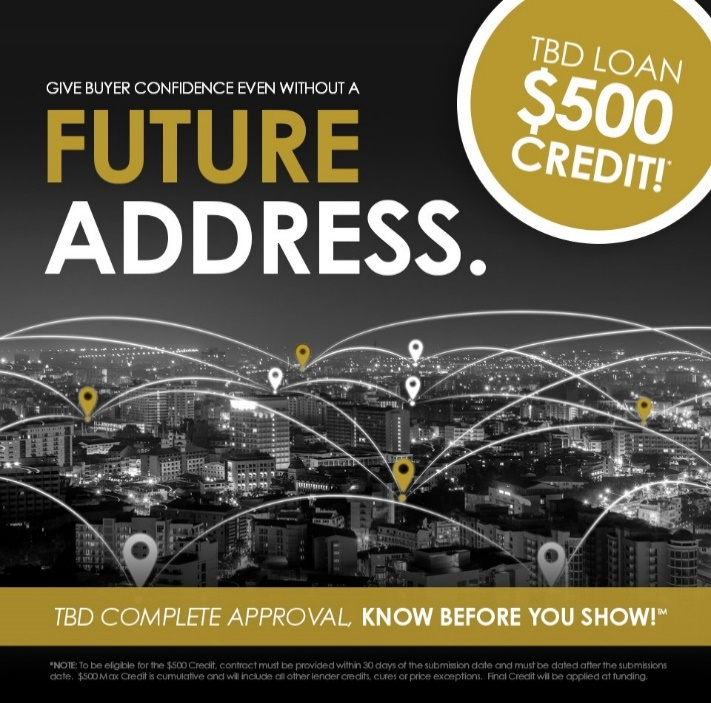 GIVE BUYER CONFIDENCE EVEN WITHOUT A
FUTURE
ADDRESS.
TBD LOAN
$500
CREDIT!*
TBD COMPLETE APPROVAL, KNOW BEFORE YOU SHOW!℠
*NOTE: To be eligible for the $500 Credit, contract must be provided within 30 days of the submission date and must be dated after the submissions
date. $500 Max Credit is cumulative and will include all other lender credits, cures or price exceptions. Final Credit will be applied at funding.